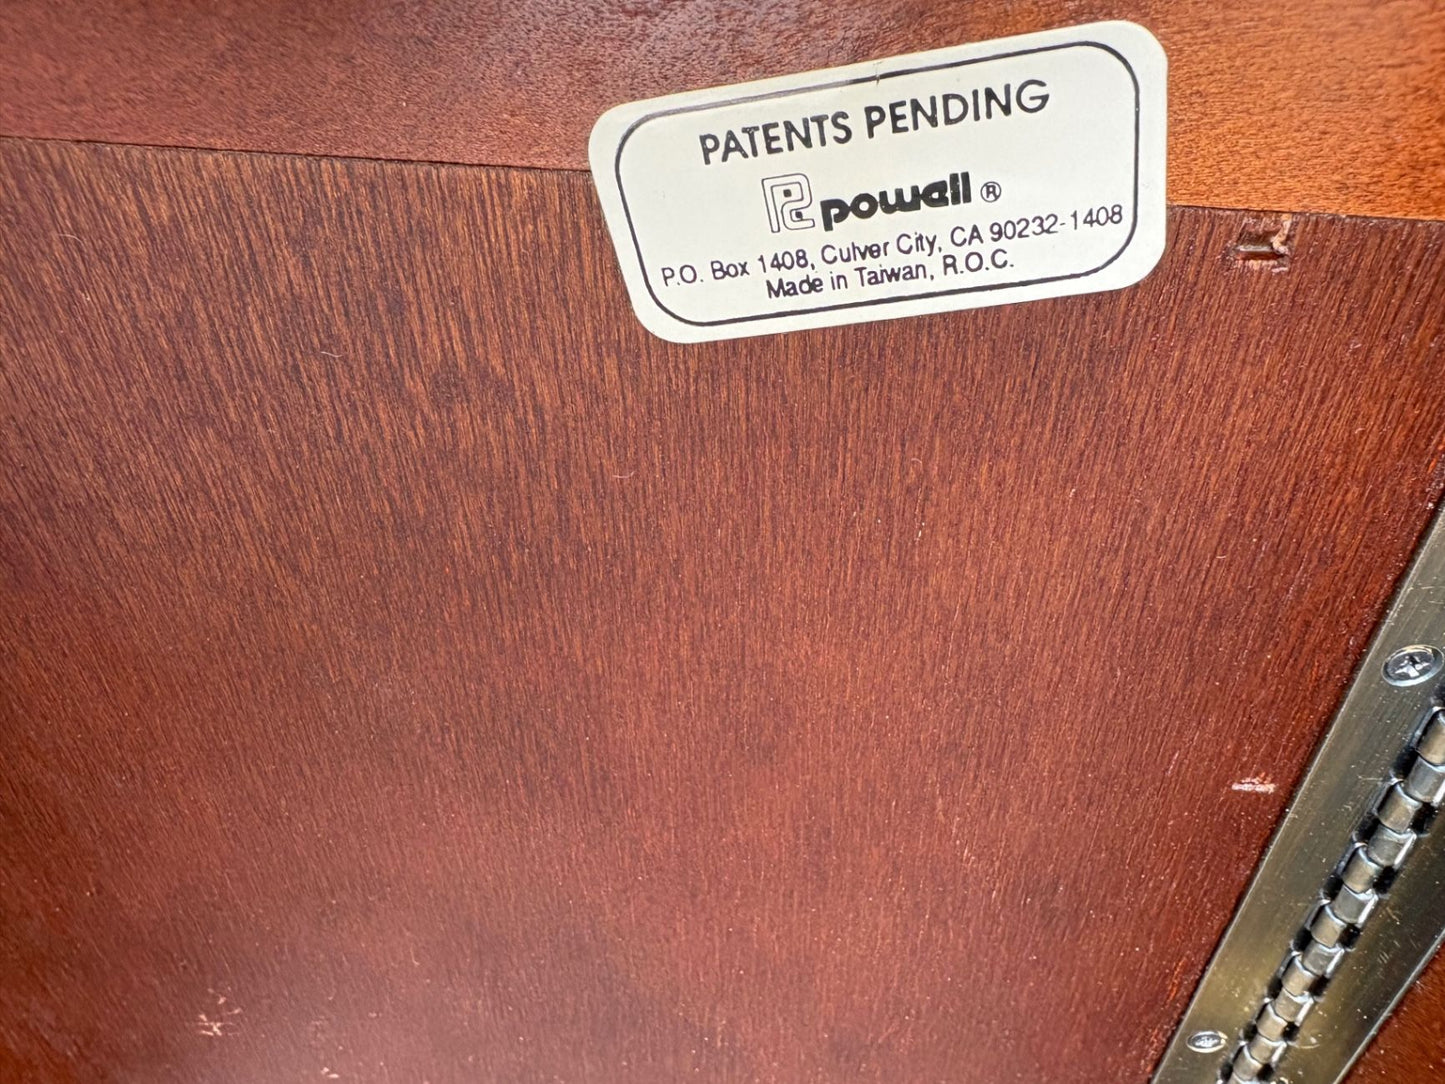 PATENTS PENDING
powell ®
P.O. Box 1408, Culver City, CA 90232-1408
Made in Taiwan, R.O.C.